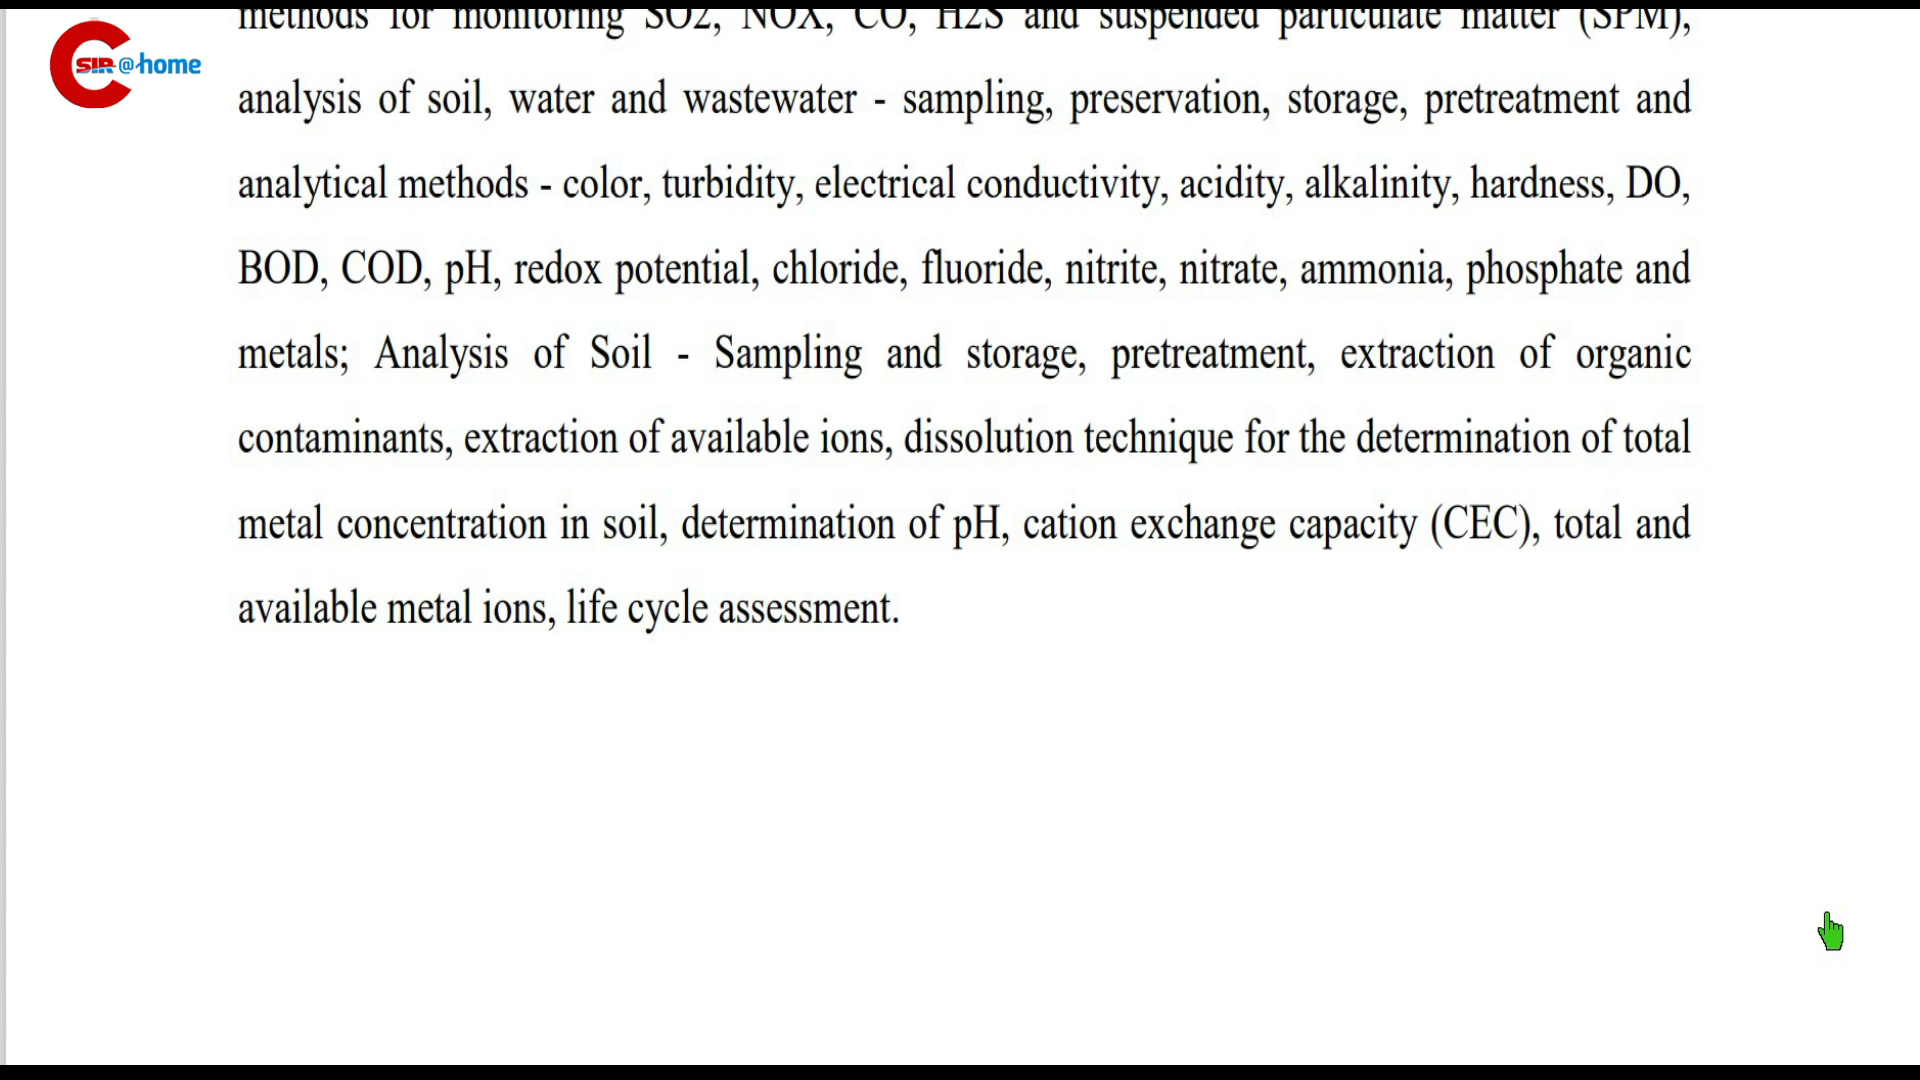 methods for monitoring SO2, NOX, CO, H2S and suspended particulate matter (SPM),
CSIR@home
analysis of soil, water and wastewater - sampling, preservation, storage, pretreatment and
analytical methods - color, turbidity, electrical conductivity, acidity, alkalinity, hardness, DO,
BOD, COD, pH, redox potential, chloride, fluoride, nitrite, nitrate, ammonia, phosphate and
metals; Analysis of Soil - Sampling and storage, pretreatment, extraction of organic
contaminants, extraction of available ions, dissolution technique for the determination of total
metal concentration in soil, determination of pH, cation exchange capacity (CEC), total and
available metal ions, life cycle assessment.